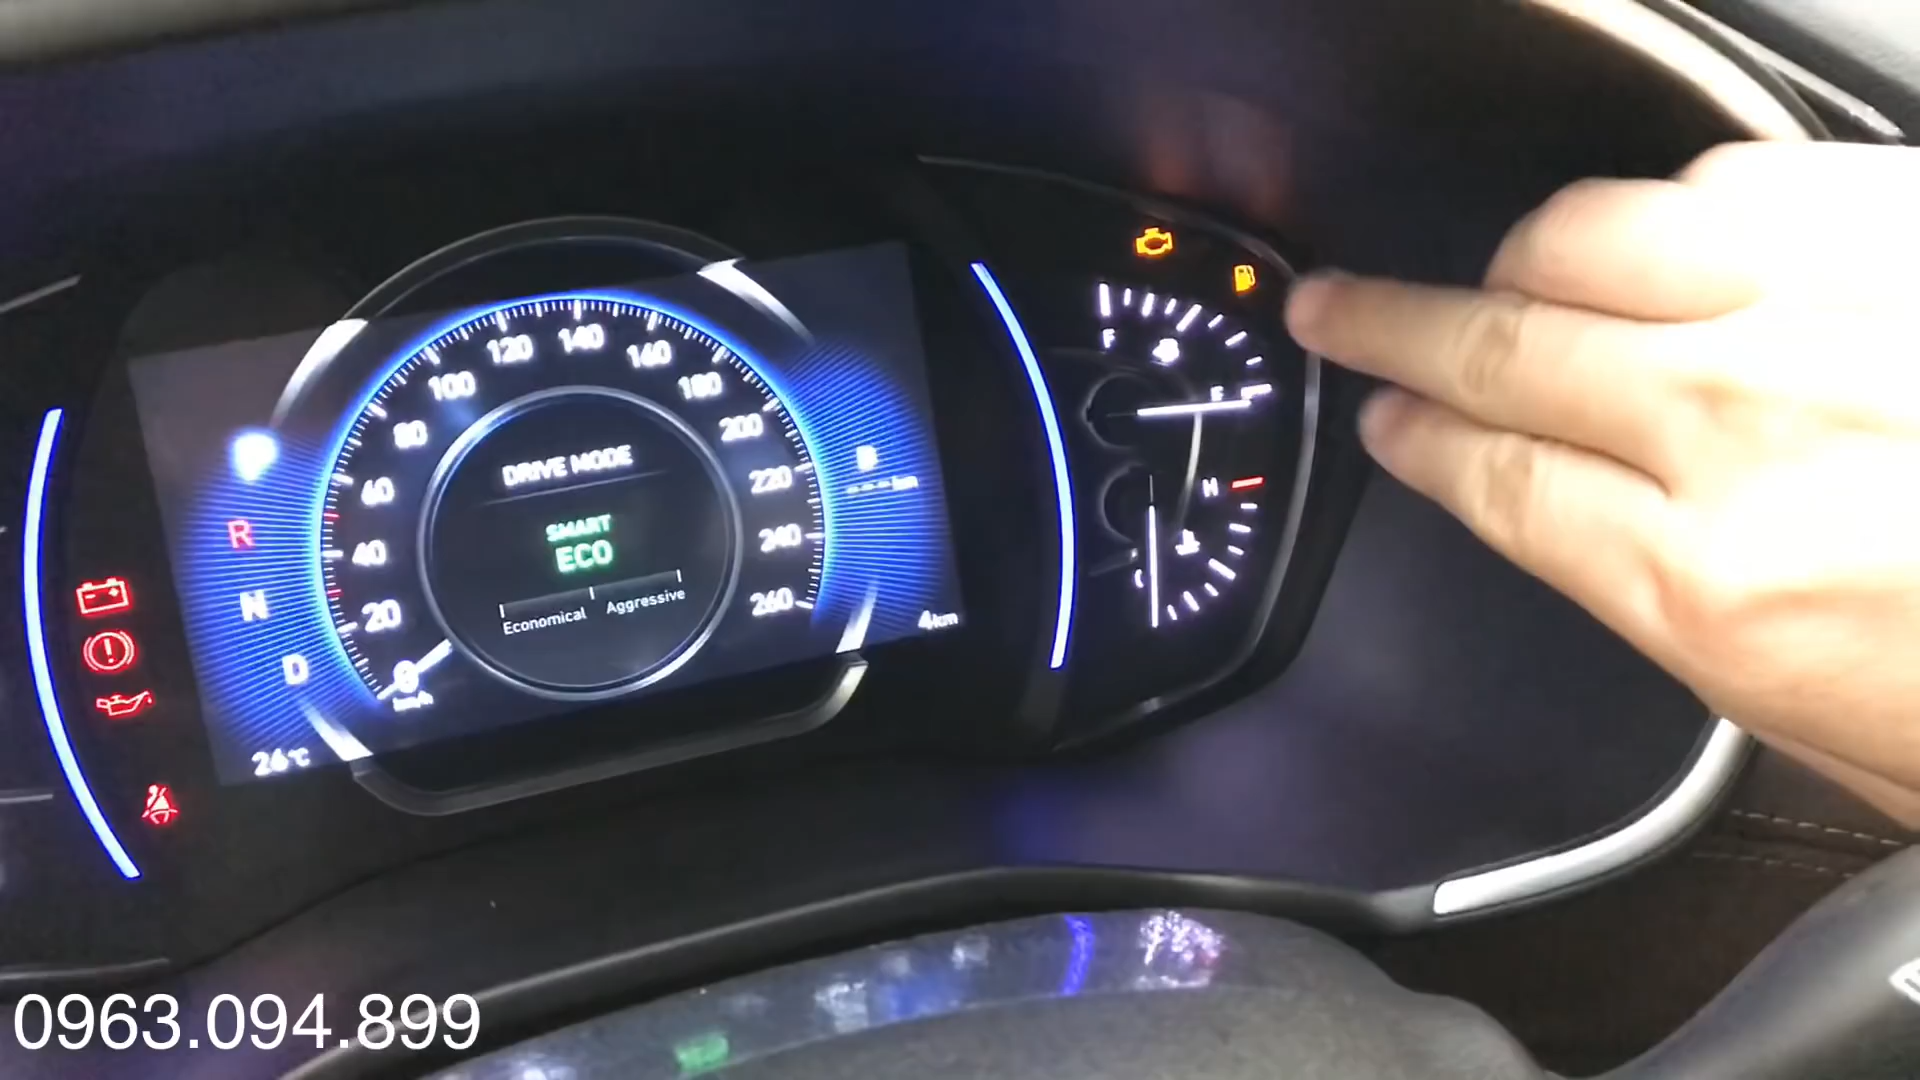 120
140
160
100
180
80
200
60
220
40
240
20
260
0
km/h
DRIVE MODE
SMART
ECO
Economical
Aggressive
R
N
D
26°C
4km
F
E
H
C
0963.094.899